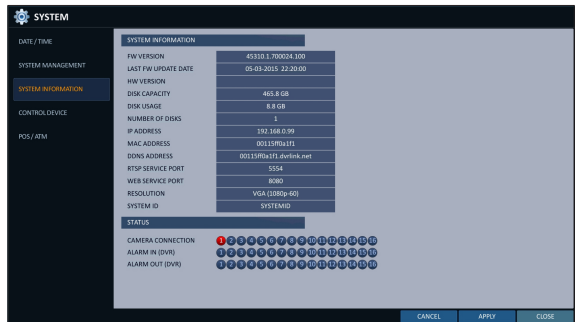 SYSTEM
DATE / TIME
SYSTEM MANAGEMENT
SYSTEM INFORMATION
CONTROL DEVICE
POS / ATM
SYSTEM INFORMATION
FW VERSION 45310.1.700024.100
LAST FW UPDATE DATE 05-03-2015 22:20:00
HW VERSION
DISK CAPACITY 465.8 GB
DISK USAGE 8.8 GB
NUMBER OF DISKS 1
IP ADDRESS 192.168.0.99
MAC ADDRESS 00115ff0a1f1
DDNS ADDRESS 00115ff0a1f1.dvrlink.net
RTSP SERVICE PORT 5554
WEB SERVICE PORT 8080
RESOLUTION VGA (1080p-60)
SYSTEM ID SYSTEMID
STATUS
CAMERA CONNECTION 1 2 3 4 5 6 7 8 9 10 11 12 13 14 15 16
ALARM IN (DVR) 1 2 3 4 5 6 7 8 9 10 11 12 13 14 15 16
ALARM OUT (DVR) 1 2 3 4 5 6 7 8 9 10 11 12 13 14 15 16
CANCEL APPLY CLOSE